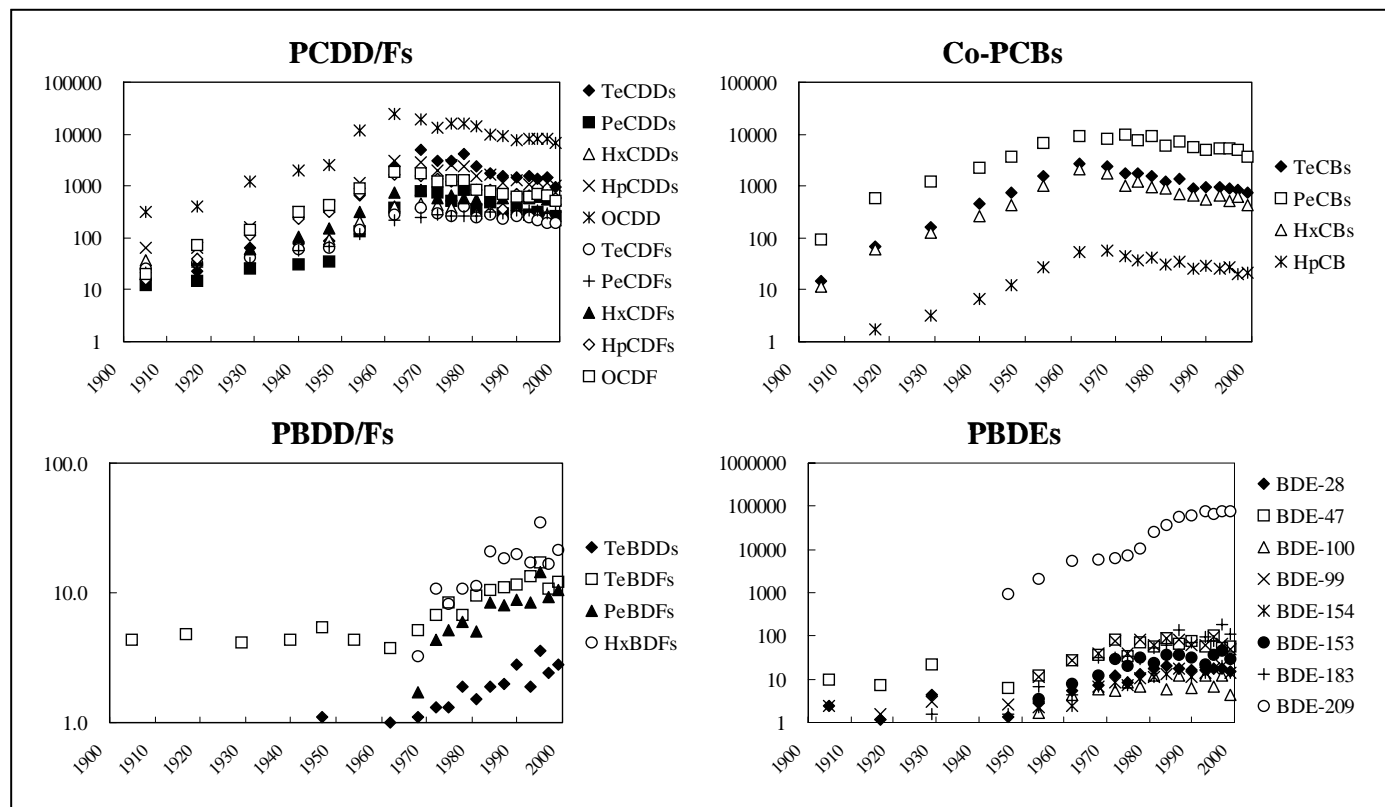 PCDD/Fs
100000
10000
1000
100
10
1
1900
1910
1920
1930
1940
1950
1960
1970
1980
1990
2000
TeCDDs
PeCDDs
HxCDDs
HpCDDs
OCDD
TeCDFs
PeCDFs
HxCDFs
HpCDFs
OCDF
Co-PCBs
100000
10000
1000
100
10
1
1900
1910
1920
1930
1940
1950
1960
1970
1980
1990
2000
TeCBs
PeCBs
HxCBs
HpCB
PBDD/Fs
100.0
10.0
1.0
1900
1910
1920
1930
1940
1950
1960
1970
1980
1990
2000
TeBDDs
TeBDFs
PeBDFs
HxBDFs
PBDEs
1000000
100000
10000
1000
100
10
1
1900
1910
1920
1930
1940
1950
1960
1970
1980
1990
2000
BDE-28
BDE-47
BDE-100
BDE-99
BDE-154
BDE-153
BDE-183
BDE-209